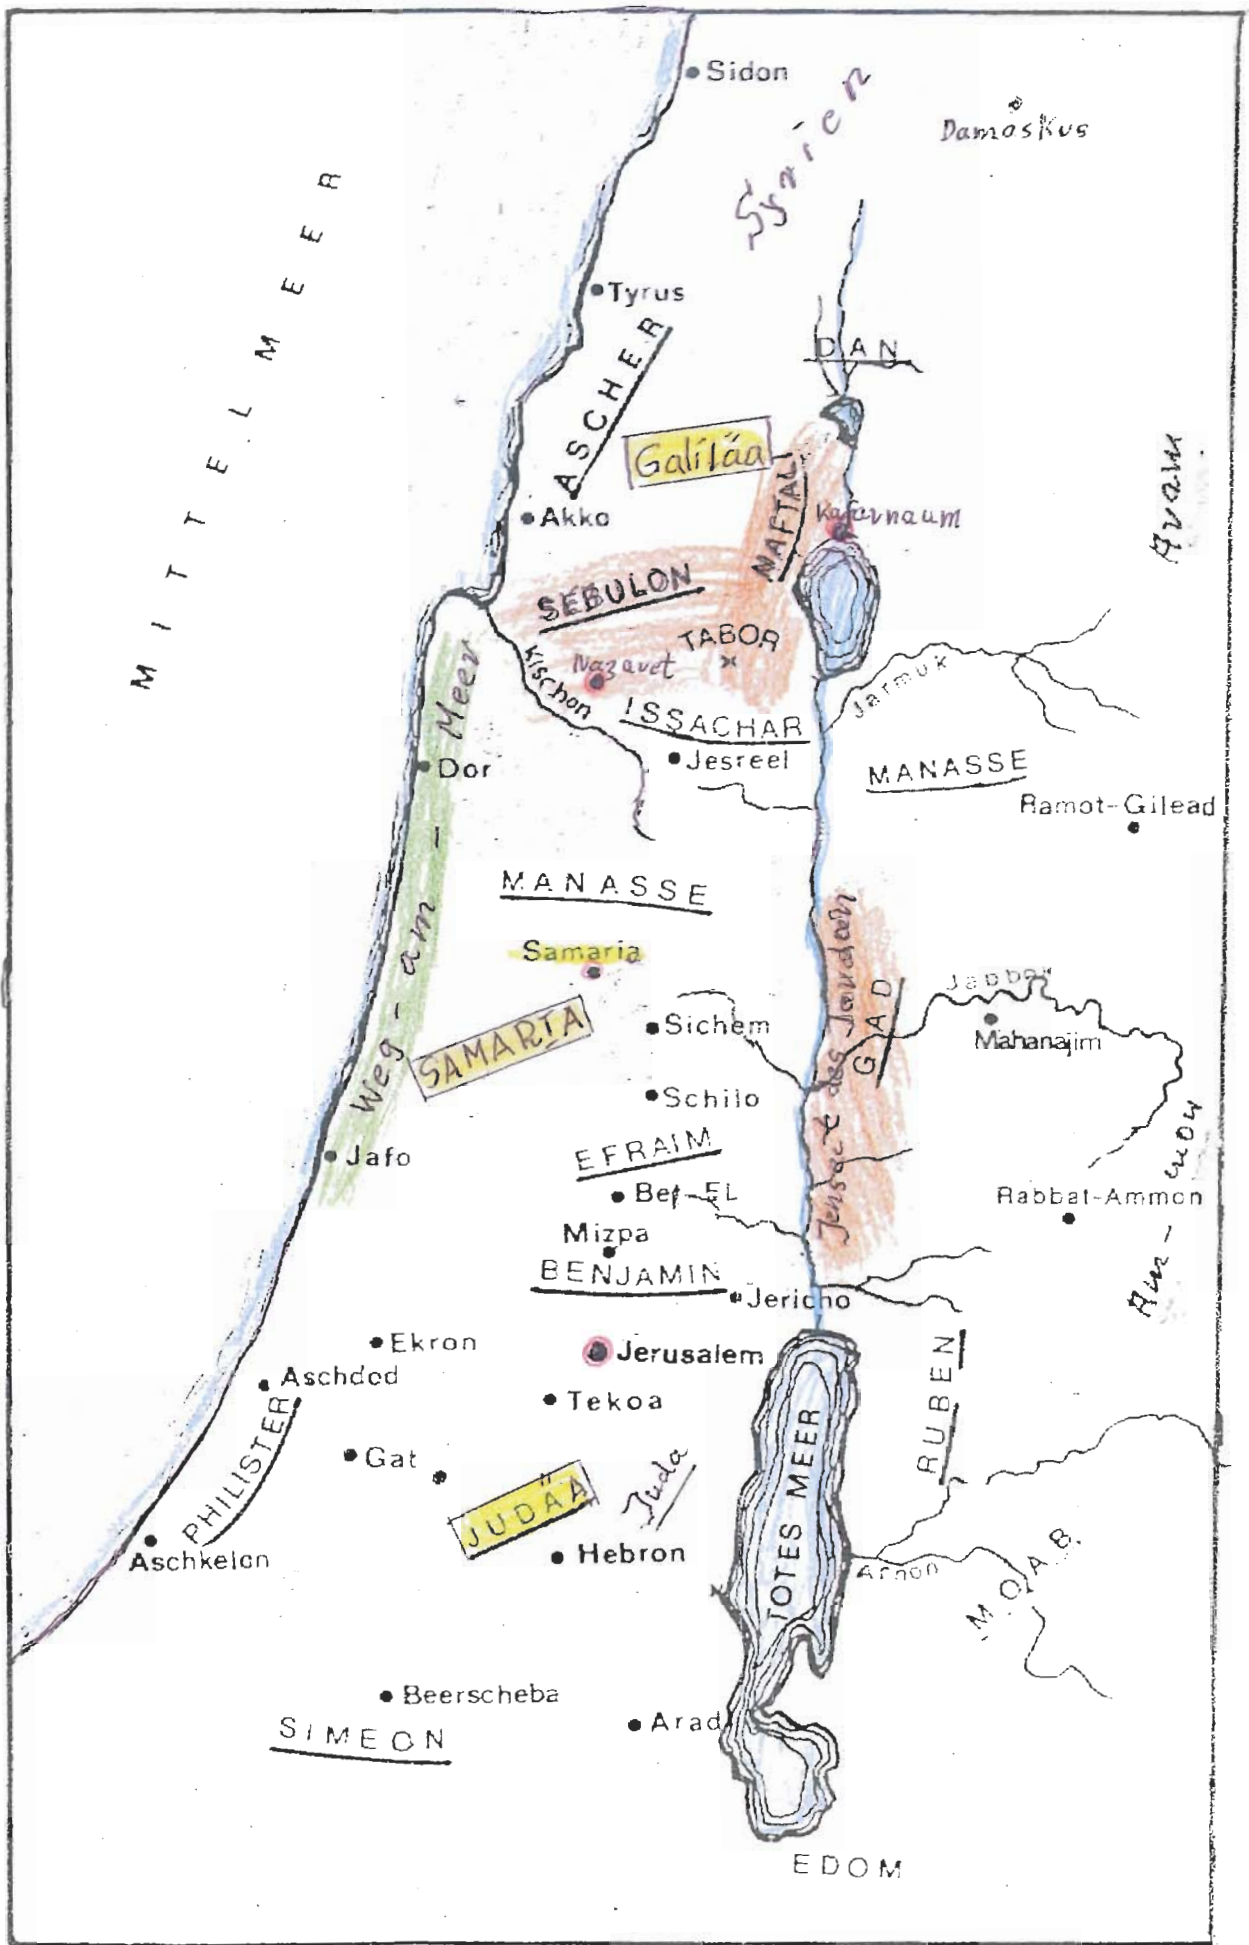 Sidon
Syrien
Damaskus
MITTELMEER
Tyrus
ASCHER
DAN
Galiläa
NAFTALI
Kafarnaum
Akko
Aram
SEBULON
TABOR
Nazaret
Kischon
Jarmuk
ISSACHAR
Jesreel
Dor
MANASSE
Ramot-Gilead
Weg - am - Meer
MANASSE
Samaria
SAMARIA
Sichem
Jenseits des Jordan
GAD
Jabbok
Mahanajim
Schilo
Jafo
EFRAIM
Bet-EL
Rabbat-Ammon
Am-mon
Mizpa
BENJAMIN
Jericho
Ekron
Jerusalem
Aschdod
Tekoa
RUBEN
PHILISTER
Gat
JUDÄA
Juda
TOTES MEER
Aschkelon
Hebron
Arnon
MOAB
Beerscheba
SIMEON
Arad
EDOM